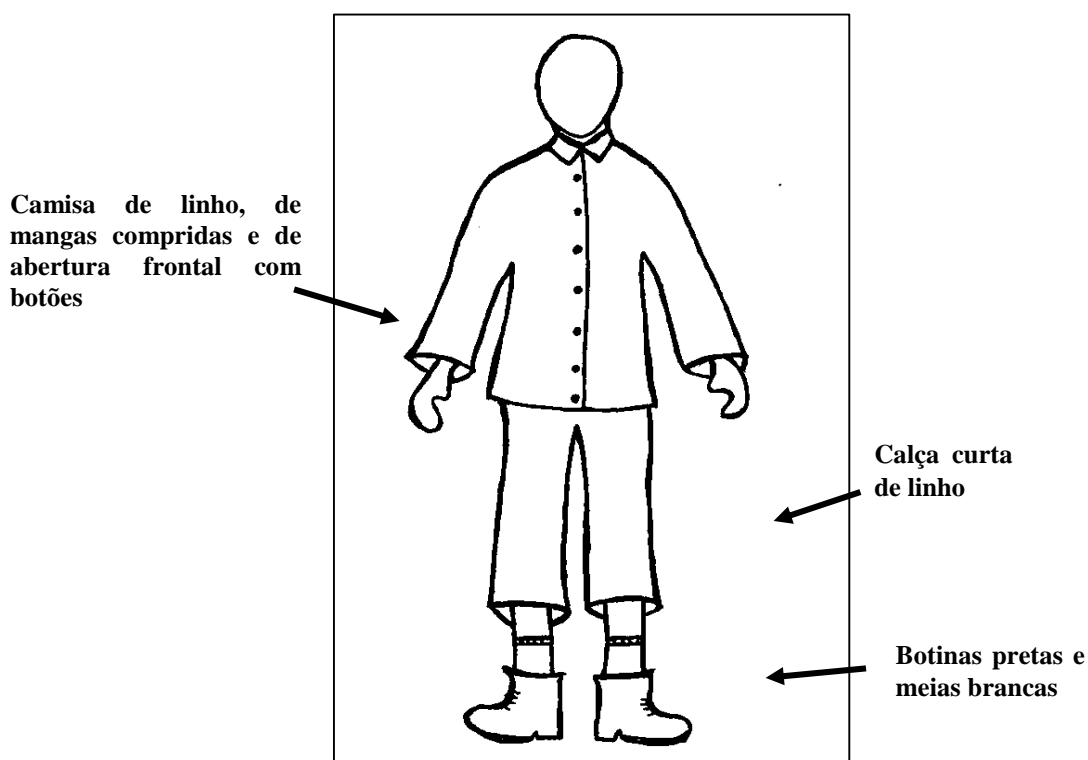 Camisa de linho, de
mangas compridas e de
abertura frontal com
botões
Calça curta
de linho
Botinas pretas e
meias brancas